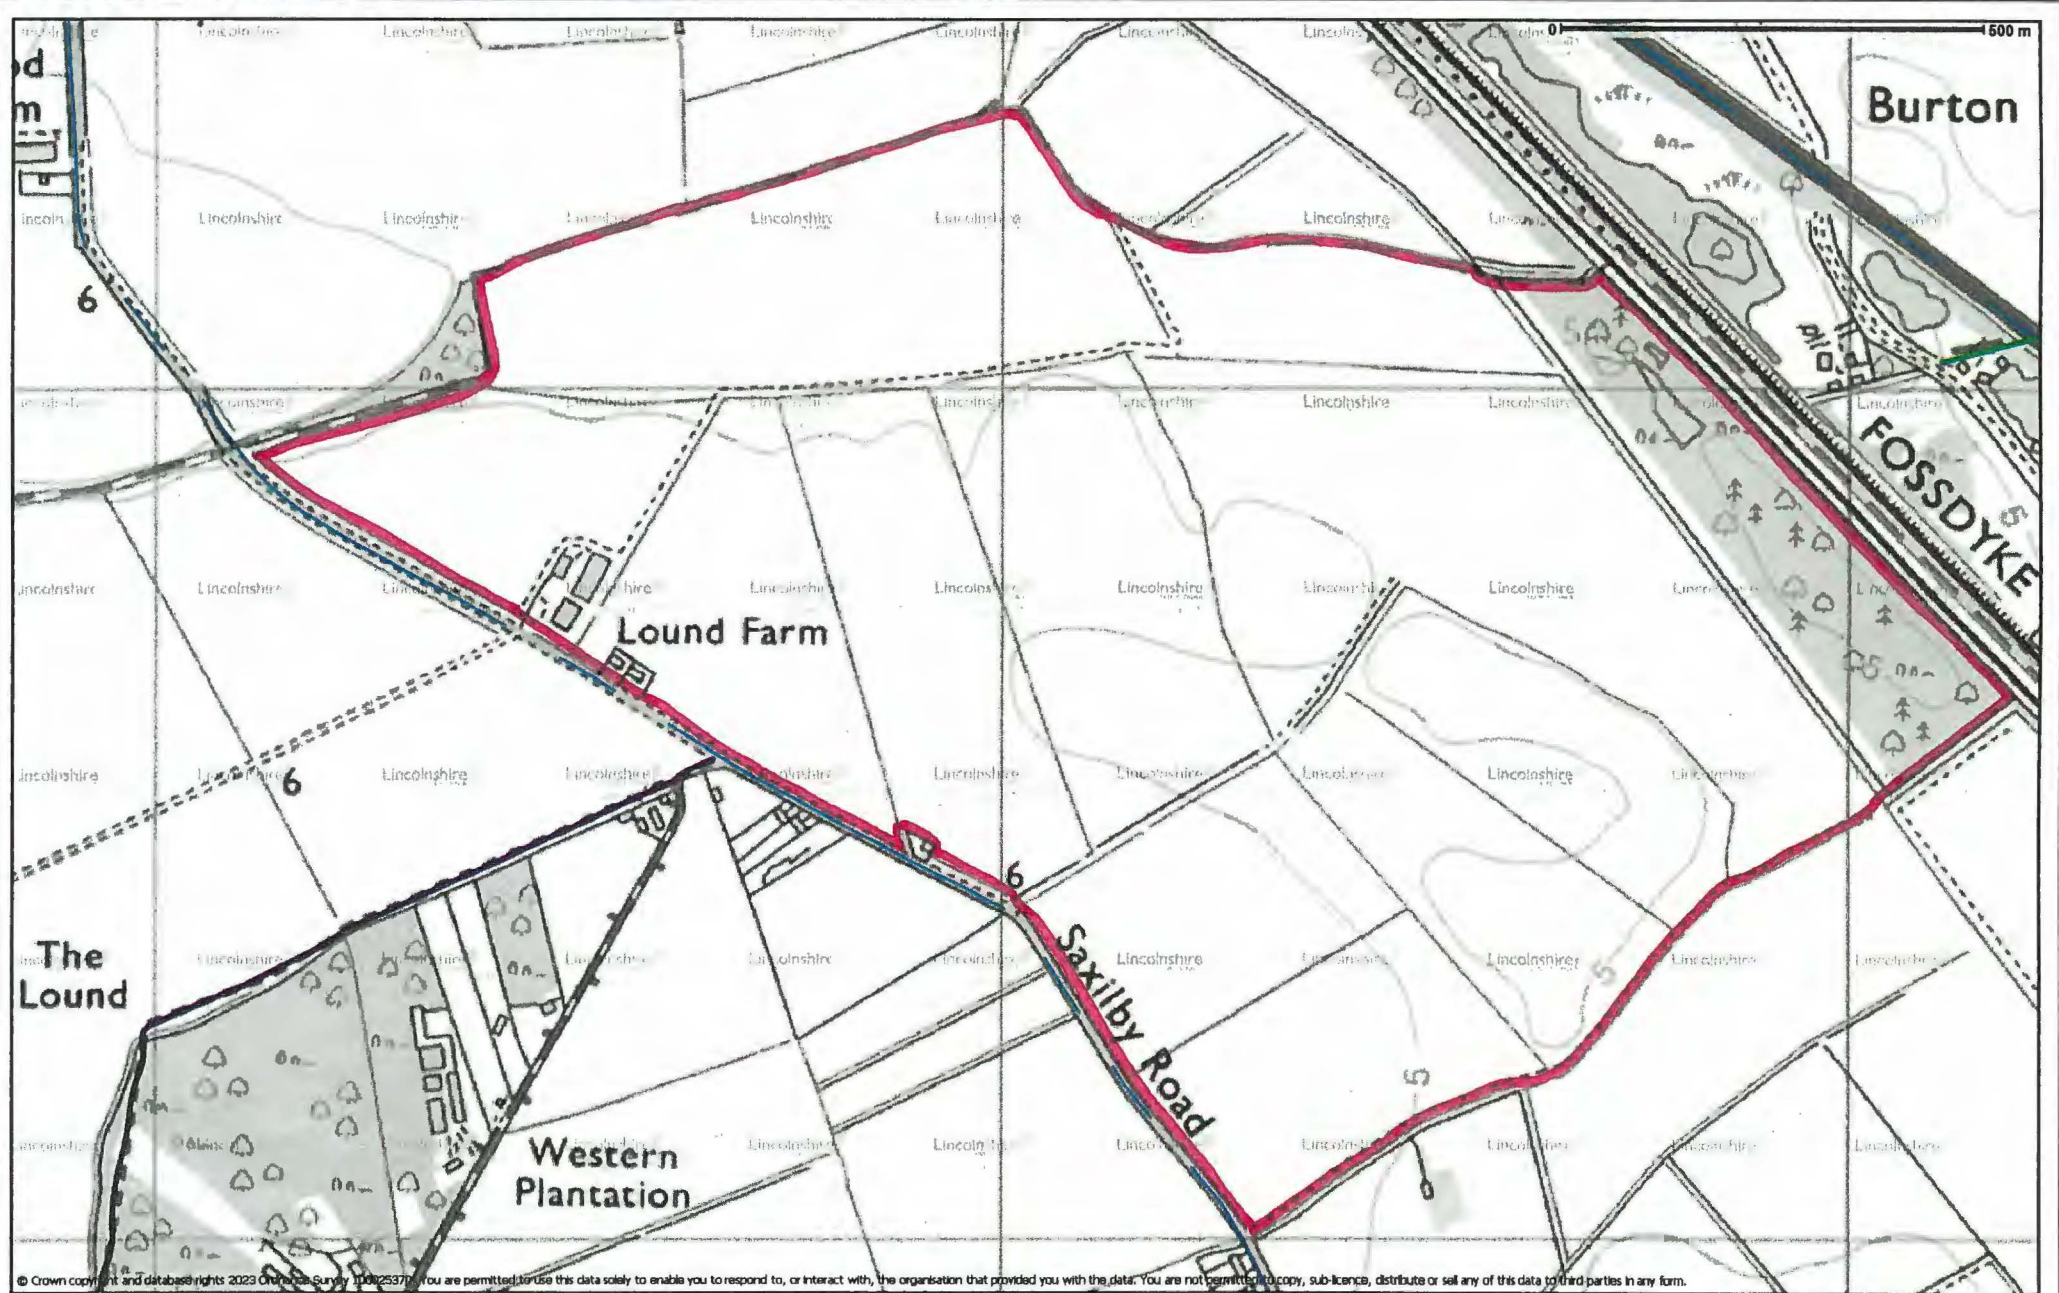 0 500 m
Burton
6
5
FOSSDYKE
5
Lound Farm
5
6
6
The
Lound
Saxilby Road
5
5
Western
Plantation
Lincolnshire
© Crown copyright and database rights 2023 Ordnance Survey You are permitted to use this data solely to enable you to respond to, or interact with, the organisation that provided you with the data. You are not permitted to copy, sub-licence, distribute or sell any of this data to third parties in any form.